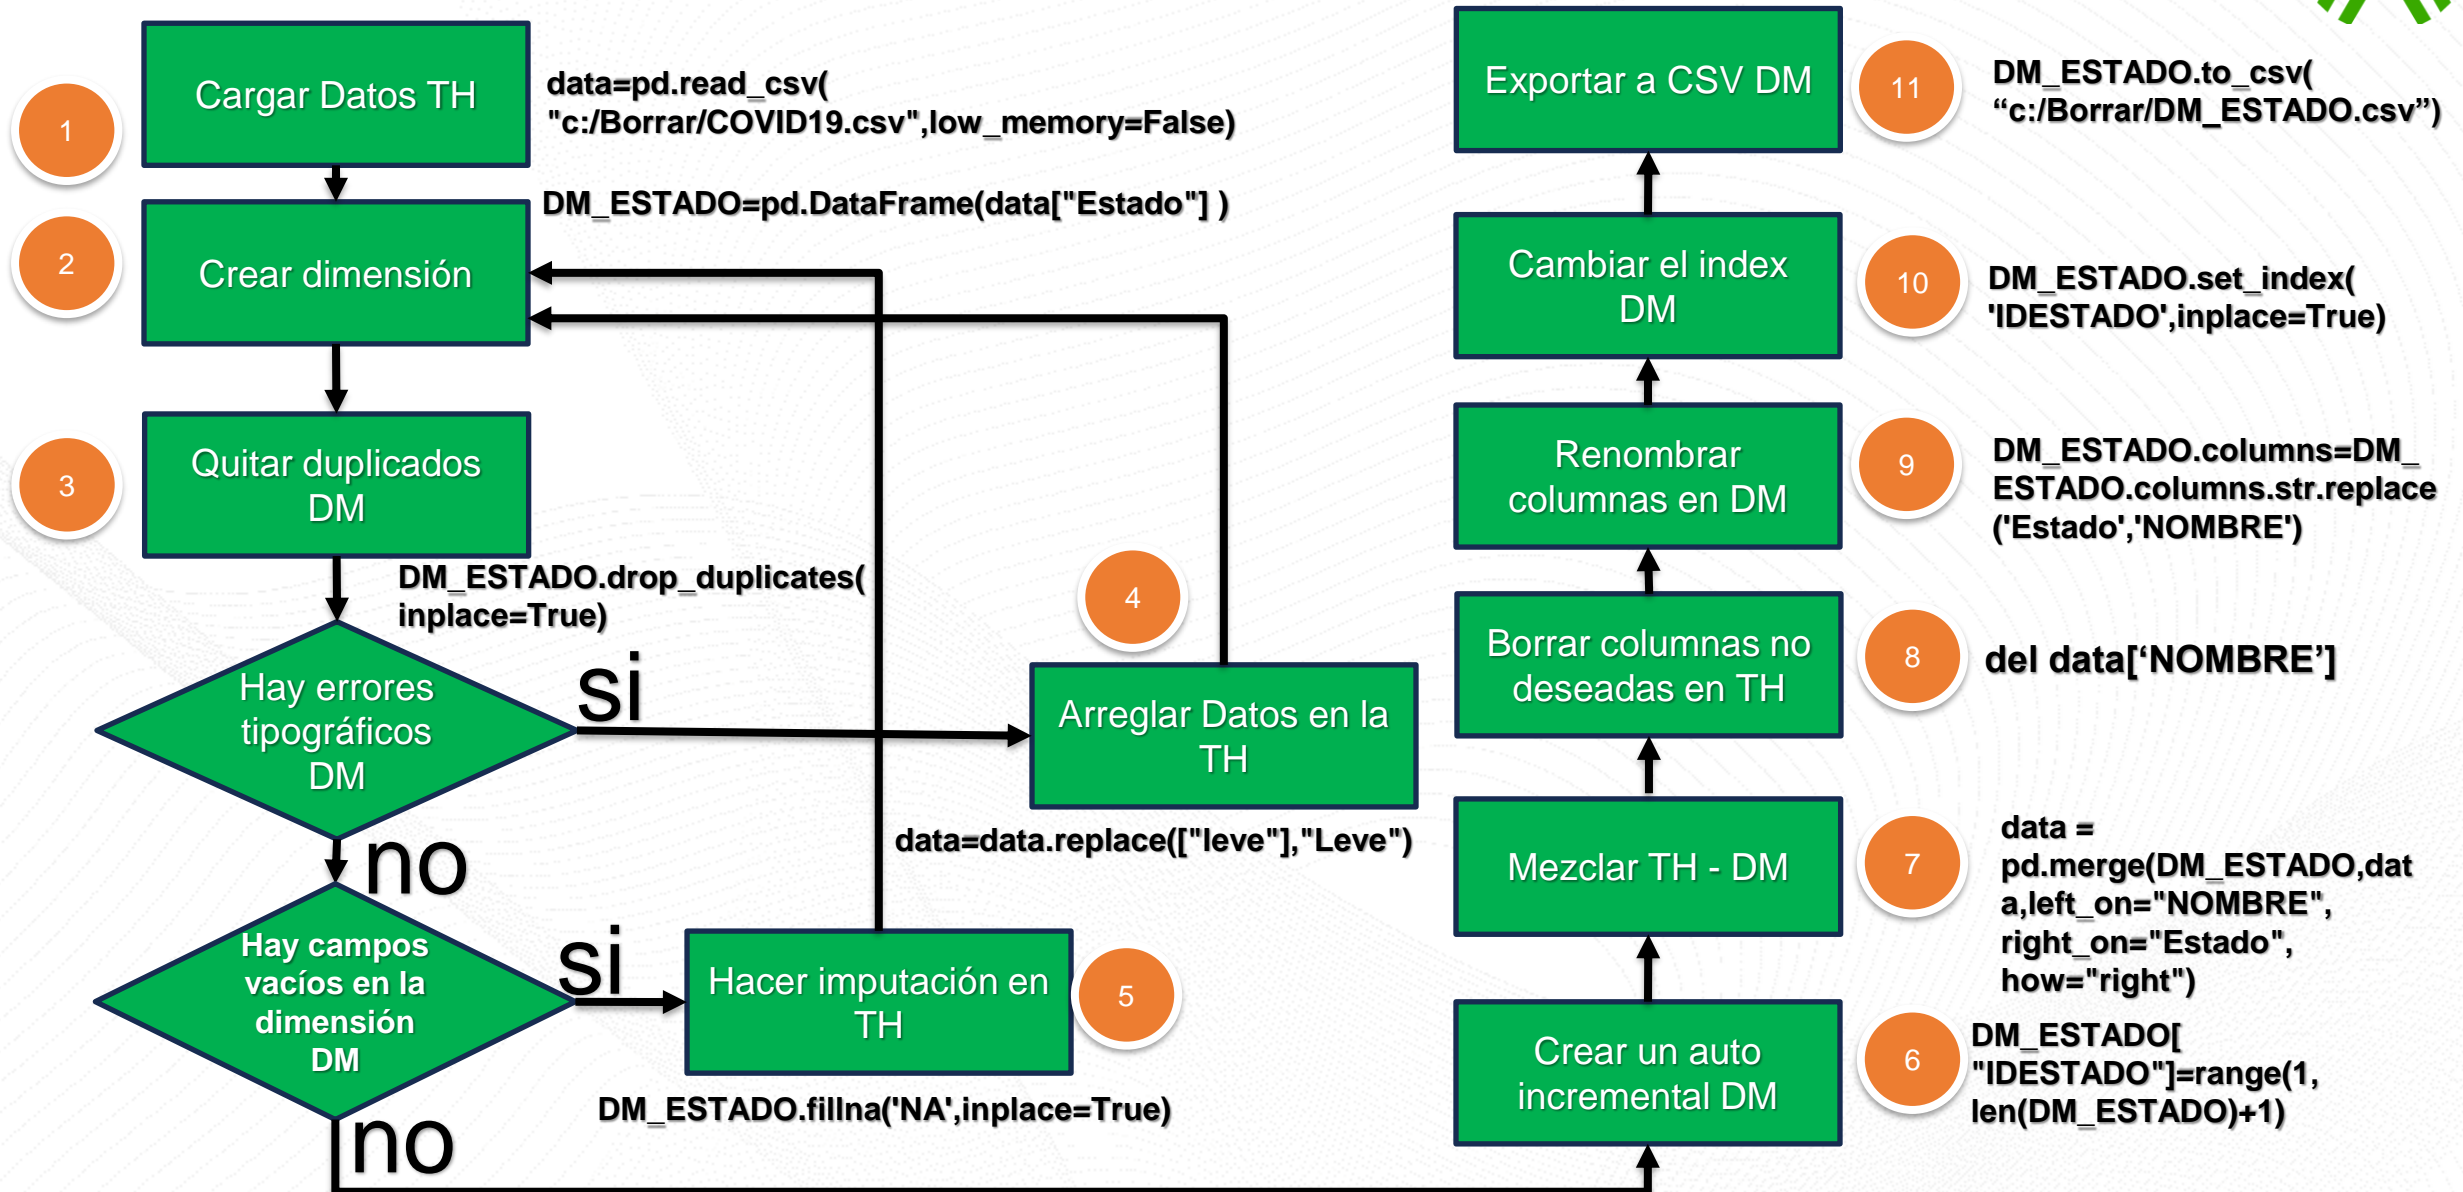 1
Cargar Datos TH
data=pd.read_csv(
"c:/Borrar/COVID19.csv",low_memory=False)
2
Crear dimensión
DM_ESTADO=pd.DataFrame(data["Estado"] )
3
Quitar duplicados
DM
DM_ESTADO.drop_duplicates(
inplace=True)
Hay errores
tipográficos
DM
si
no
4
Arreglar Datos en la
TH
data=data.replace(["leve"],"Leve")
Hay campos
vacíos en la
dimensión
DM
si
no
Hacer imputación en
TH
5
DM_ESTADO.fillna('NA',inplace=True)
Crear un auto
incremental DM
6
DM_ESTADO[
"IDESTADO"]=range(1,
len(DM_ESTADO)+1)
Mezclar TH - DM
7
data =
pd.merge(DM_ESTADO,dat
a,left_on="NOMBRE",
right_on="Estado",
how="right")
Borrar columnas no
deseadas en TH
8
del data[‘NOMBRE’]
Renombrar
columnas en DM
9
DM_ESTADO.columns=DM_
ESTADO.columns.str.replace
('Estado','NOMBRE')
Cambiar el index
DM
10
DM_ESTADO.set_index(
'IDESTADO',inplace=True)
Exportar a CSV DM
11
DM_ESTADO.to_csv(
“c:/Borrar/DM_ESTADO.csv”)